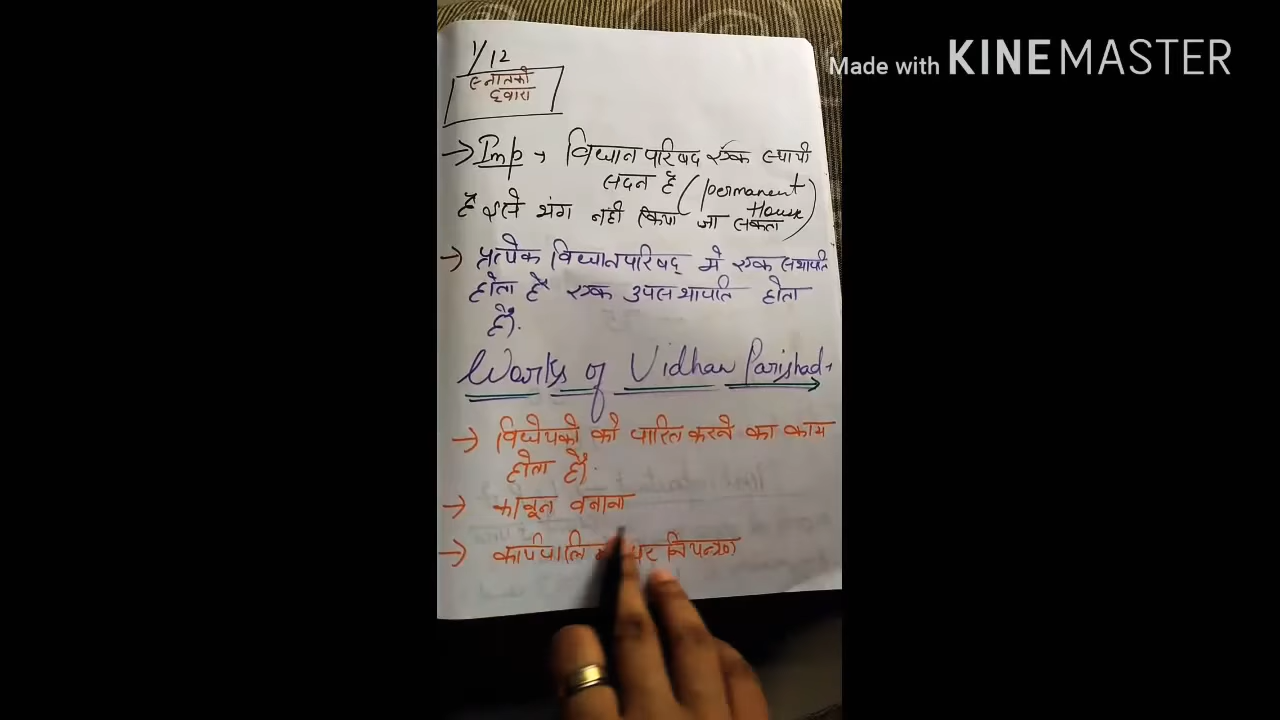 Made with KINEMASTER
1/12
स्नातको
द्वारा
→ Imp → विधान परिषद एक स्थायी
सदन है (permanent
House)
है इसे भंग नही किया जा सकता
→ प्रत्येक विधानपरिषद् मे एक सभापति
होता है एक उपसभापति होता
है।
Works of Vidhan Parishad →
→ विधेयको को पारित करने का कार्य
होता है।
→ कानून बनाना
→ कार्यपालिका पर नियन्त्रण